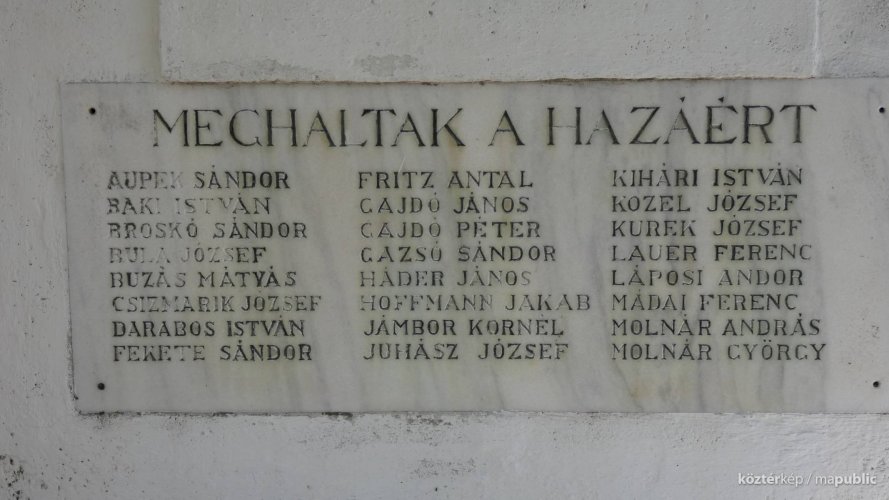 MEGHALTAK A HAZÁÉRT
AUPEK SÁNDOR
BAKI ISTVÁN
BROSKÓ SÁNDOR
BULA JÓZSEF
BUZÁS MÁTYÁS
CSIZMARIK JÓZSEF
DARABOS ISTVÁN
FEKETE SÁNDOR
FRITZ ANTAL
GAJDÓ JÁNOS
GAJDÓ PÉTER
GAZSÓ SÁNDOR
HÁDER JÁNOS
HOFFMANN JAKAB
JÁMBOR KORNÉL
JUHÁSZ JÓZSEF
KIHÁRI ISTVÁN
KOZEL JÓZSEF
KUREK JÓZSEF
LAUER FERENC
LÁPOSI ANDOR
MÁDAI FERENC
MOLNÁR ANDRÁS
MOLNÁR GYÖRGY
köztérkép / mapublic